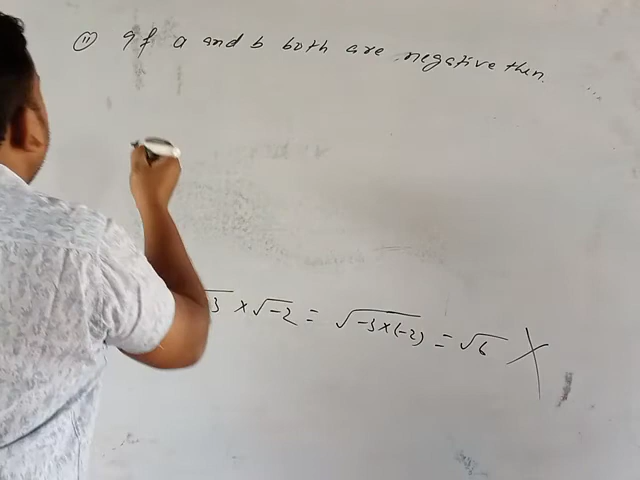 (ii) If a and b both are negative then
3 × √-2 = √-3×(-2) = √6 X